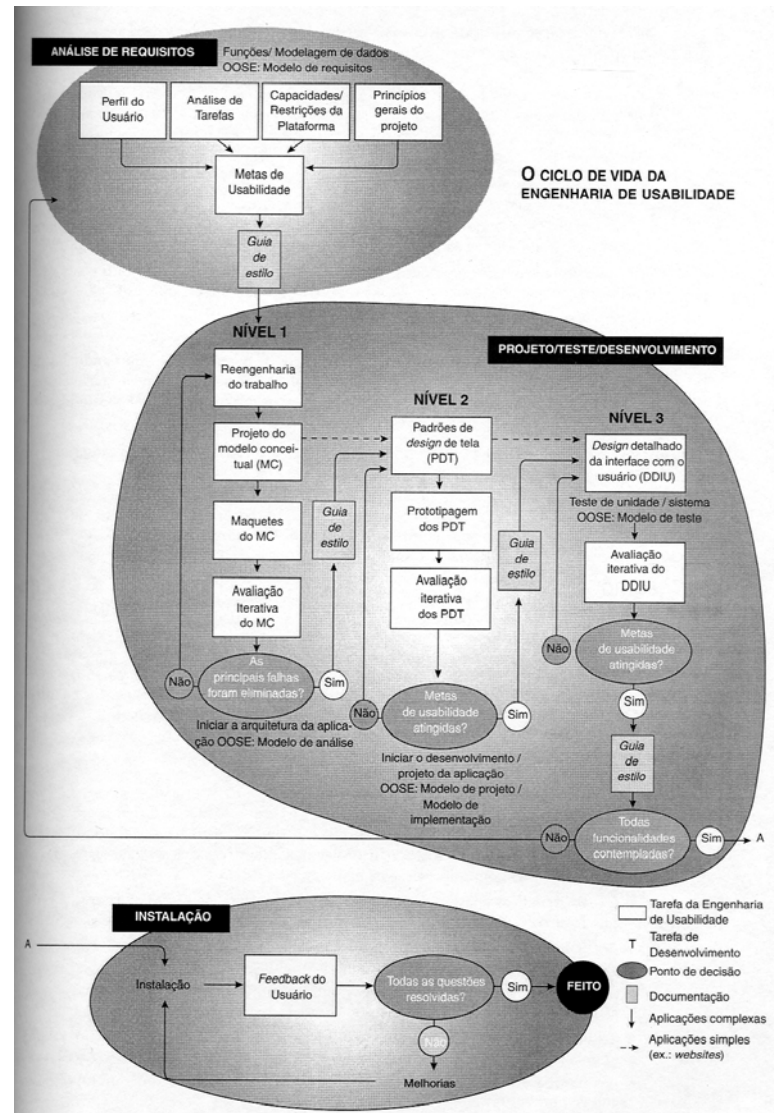 ANÁLISE DE REQUISITOS
Funções/ Modelagem de dados
OOSE: Modelo de requisitos
Perfil do
Usuário
Análise de
Tarefas
Capacidades/
Restrições da
Plataforma
Princípios
gerais do
projeto
Metas de
Usabilidade
Guia
de
estilo
O CICLO DE VIDA DA
ENGENHARIA DE USABILIDADE
PROJETO/TESTE/DESENVOLVIMENTO
NÍVEL 1
Reengenharia
do trabalho
Projeto do
modelo concei-
tual (MC)
Maquetes
do MC
Avaliação
Iterativa
do MC
As
principais falhas
foram eliminadas?
Não
Sim
Iniciar a arquitetura da aplica-
ção OOSE: Modelo de análise
Guia
de
estilo
NÍVEL 2
Padrões de
design de tela
(PDT)
Prototipagem
dos PDT
Avaliação
iterativa
dos PDT
Metas
de usabilidade
atingidas?
Não
Sim
Iniciar o desenvolvimento /
projeto da aplicação
OOSE: Modelo de projeto /
Modelo de
implementação
Guia
de
estilo
NÍVEL 3
Design detalhado
da interface com o
usuário (DDIU)
Teste de unidade / sistema
OOSE: Modelo de teste
Avaliação
iterativa do
DDIU
Não
Metas
de usabilidade
atingidas?
Sim
Guia
de
estilo
Todas
funcionalidades
contempladas?
Não
Sim
A
INSTALAÇÃO
A
Instalação
Feedback do
Usuário
Todas as questões
resolvidas?
Sim
FEITO
Não
Melhorias
Tarefa da Engenharia
de Usabilidade
T
Tarefa de
Desenvolvimento
Ponto de decisão
Documentação
Aplicações complexas
Aplicações simples
(ex.: websites)